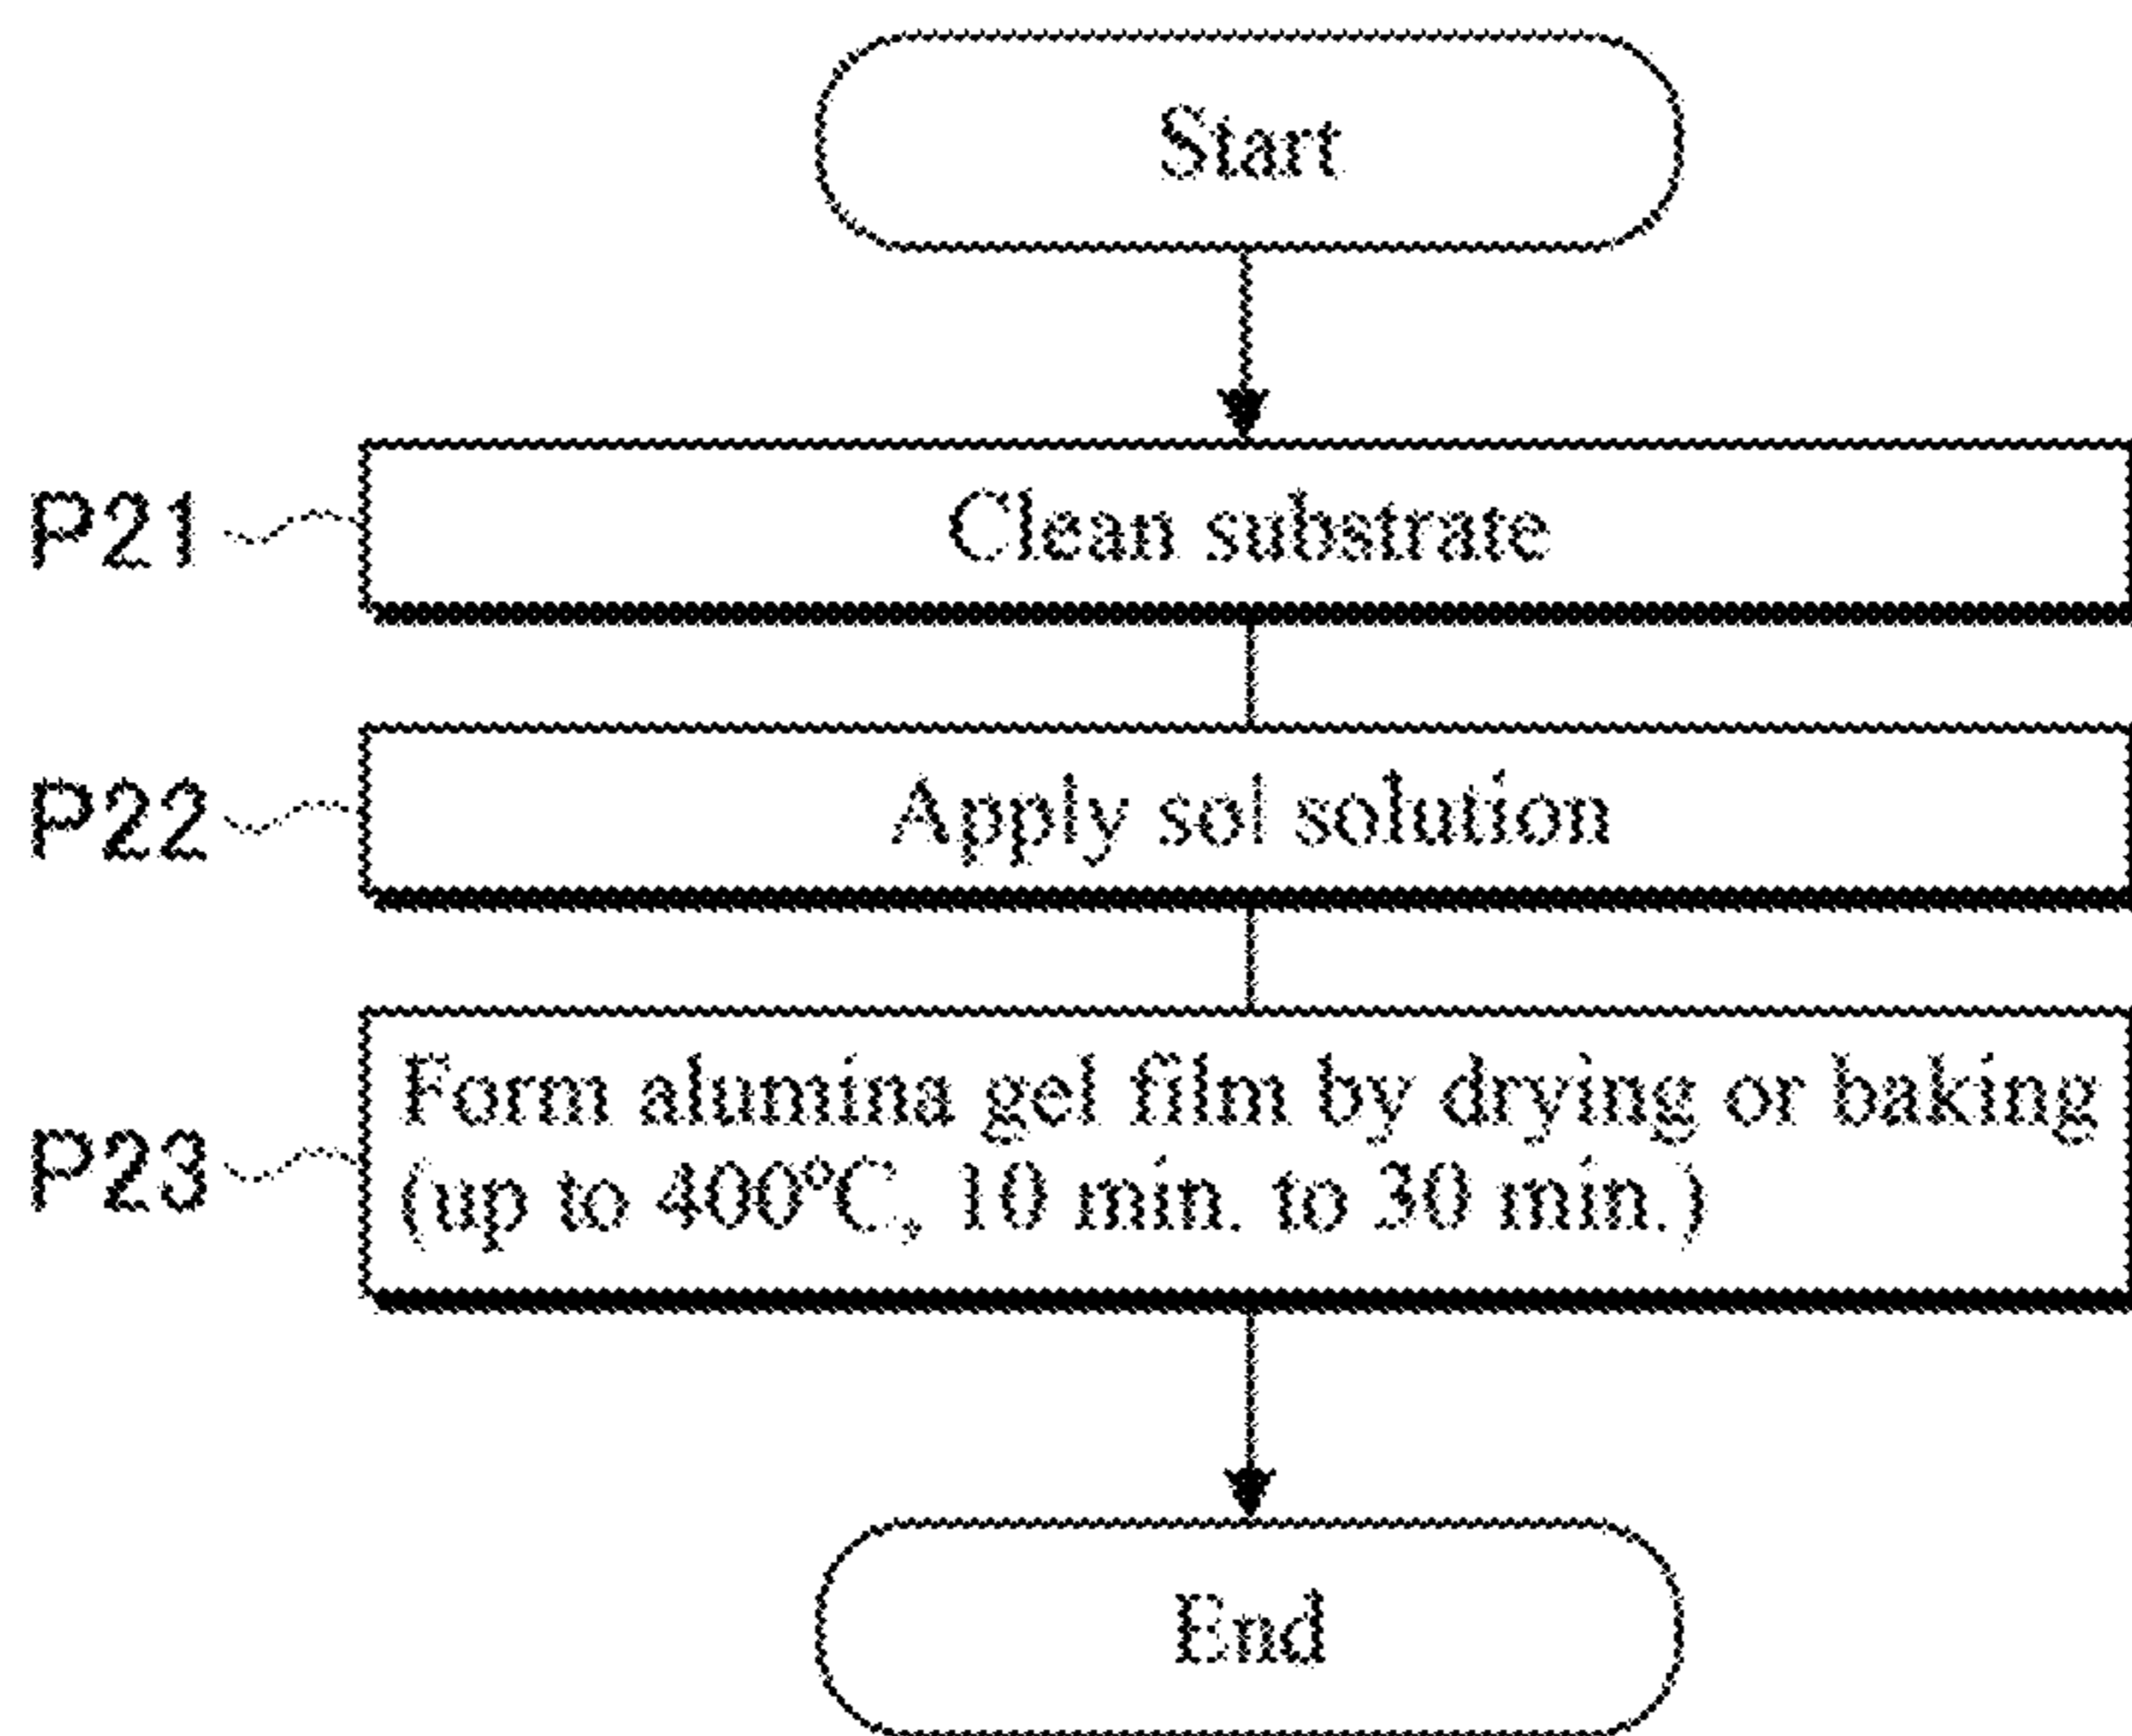 Start
P21
Clean substrate
P22
Apply sol solution
P23
Form alumina gel film by drying or baking
(up to 400°C, 10 min. to 30 min.)
End